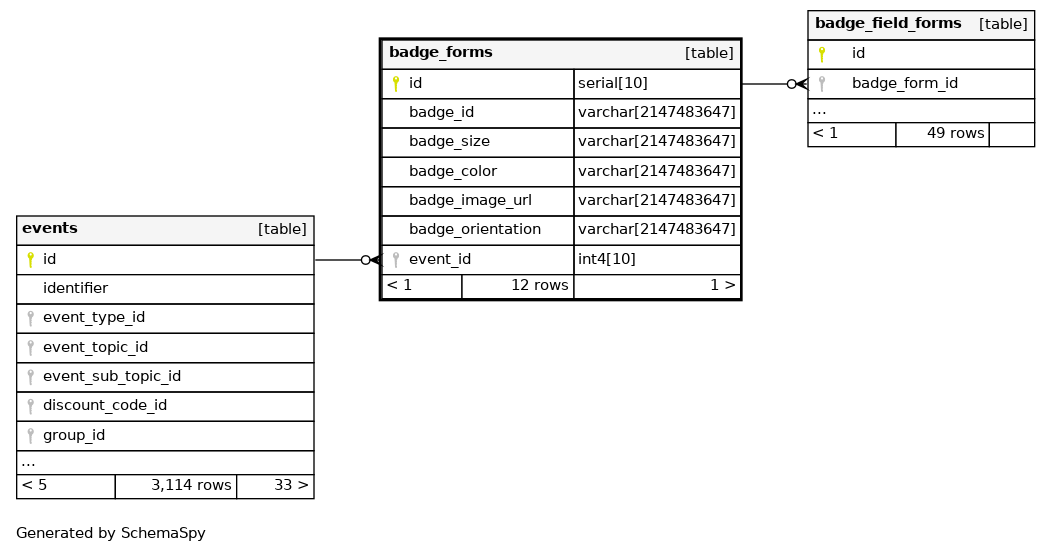 badge_field_forms [table]
id
badge_form_id
...
< 1 49 rows
badge_forms [table]
id serial[10]
badge_id varchar[2147483647]
badge_size varchar[2147483647]
badge_color varchar[2147483647]
badge_image_url varchar[2147483647]
badge_orientation varchar[2147483647]
event_id int4[10]
< 1 12 rows 1 >
events [table]
id
identifier
event_type_id
event_topic_id
event_sub_topic_id
discount_code_id
group_id
...
< 5 3,114 rows 33 >
Generated by SchemaSpy